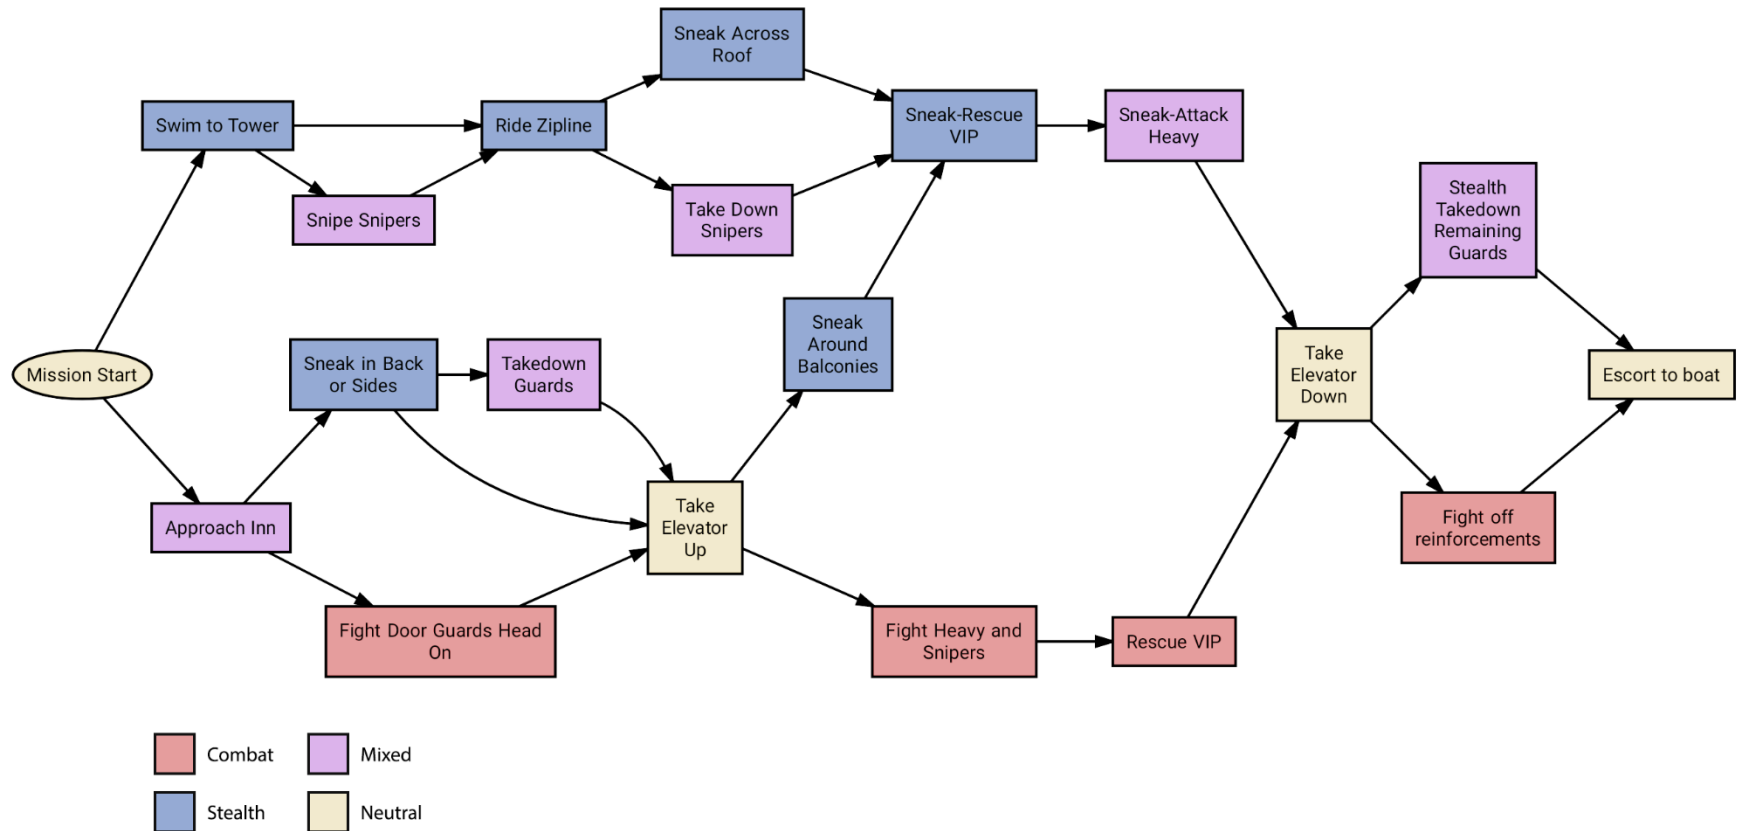 Sneak Across
Roof
Swim to Tower
Ride Zipline
Sneak-Rescue
VIP
Sneak-Attack
Heavy
Snipe Snipers
Take Down
Snipers
Stealth
Takedown
Remaining
Guards
Mission Start
Sneak in Back
or Sides
Takedown
Guards
Sneak
Around
Balconies
Take
Elevator
Down
Escort to boat
Approach Inn
Take
Elevator
Up
Fight off
reinforcements
Fight Door Guards Head
On
Fight Heavy and
Snipers
Rescue VIP
Combat
Mixed
Stealth
Neutral